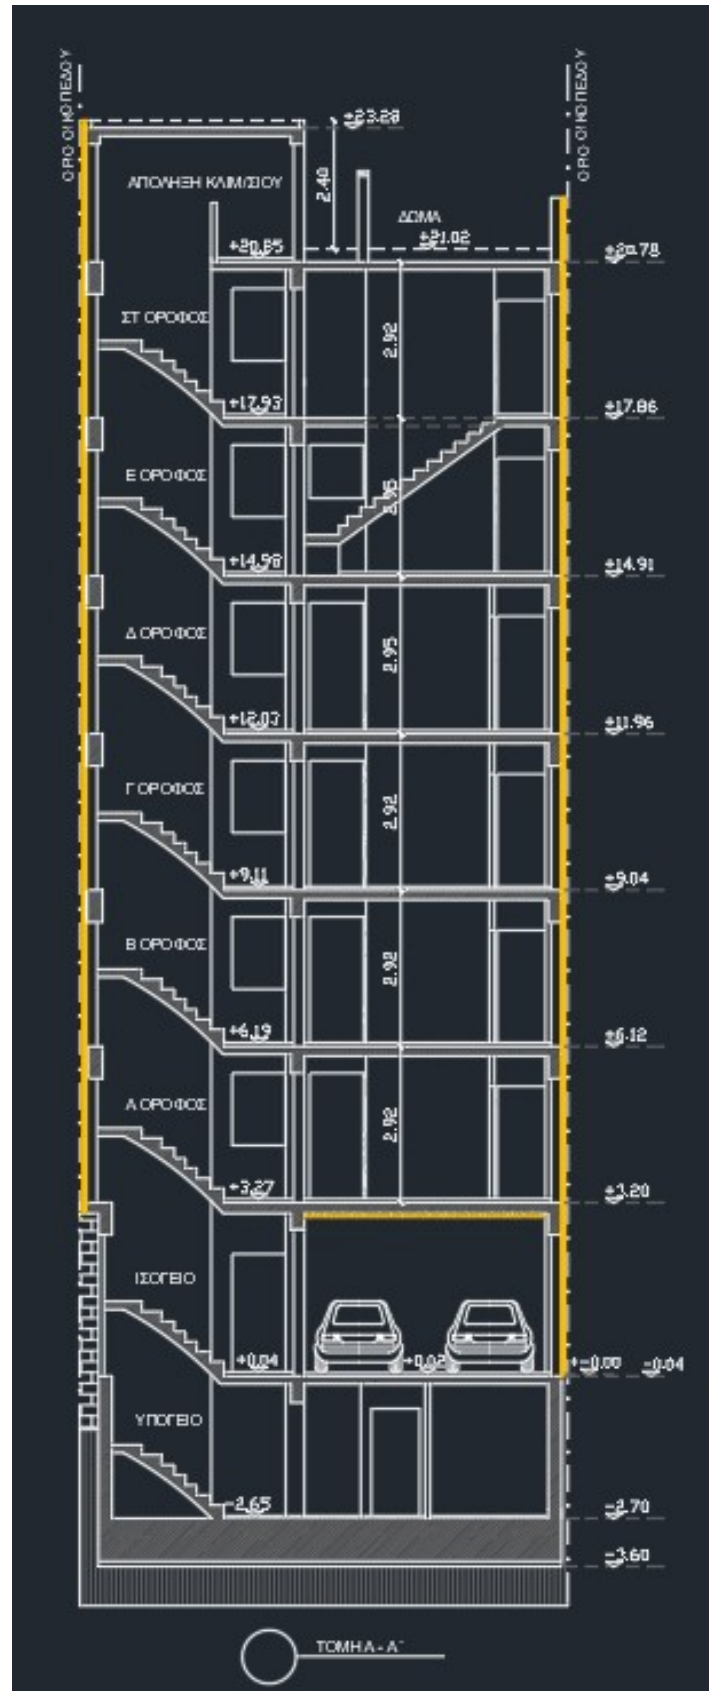 ΟΡΟ ΟΙΚΟΠΕΔΟΥ
ΟΡΟ ΟΙΚΟΠΕΔΟΥ
+23.28
ΑΠΟΛΗΞΗ ΚΛΙΜ/ΣΙΟΥ
2.40
ΔΩΜΑ
+20.85
+21.02
+20.78
ΣΤ ΟΡΟΦΟΣ
2.92
+17.93
+17.86
Ε ΟΡΟΦΟΣ
2.95
+14.98
+14.91
Δ ΟΡΟΦΟΣ
2.95
+12.03
+11.96
Γ ΟΡΟΦΟΣ
2.92
+9.11
+9.04
Β ΟΡΟΦΟΣ
2.92
+6.19
+6.12
Α ΟΡΟΦΟΣ
2.92
+3.27
+3.20
ΙΣΟΓΕΙΟ
+0.04
+0.02
+-0.00
-0.04
ΥΠΟΓΕΙΟ
-2.65
-2.70
-3.60
ΤΟΜΗ Α - Α΄